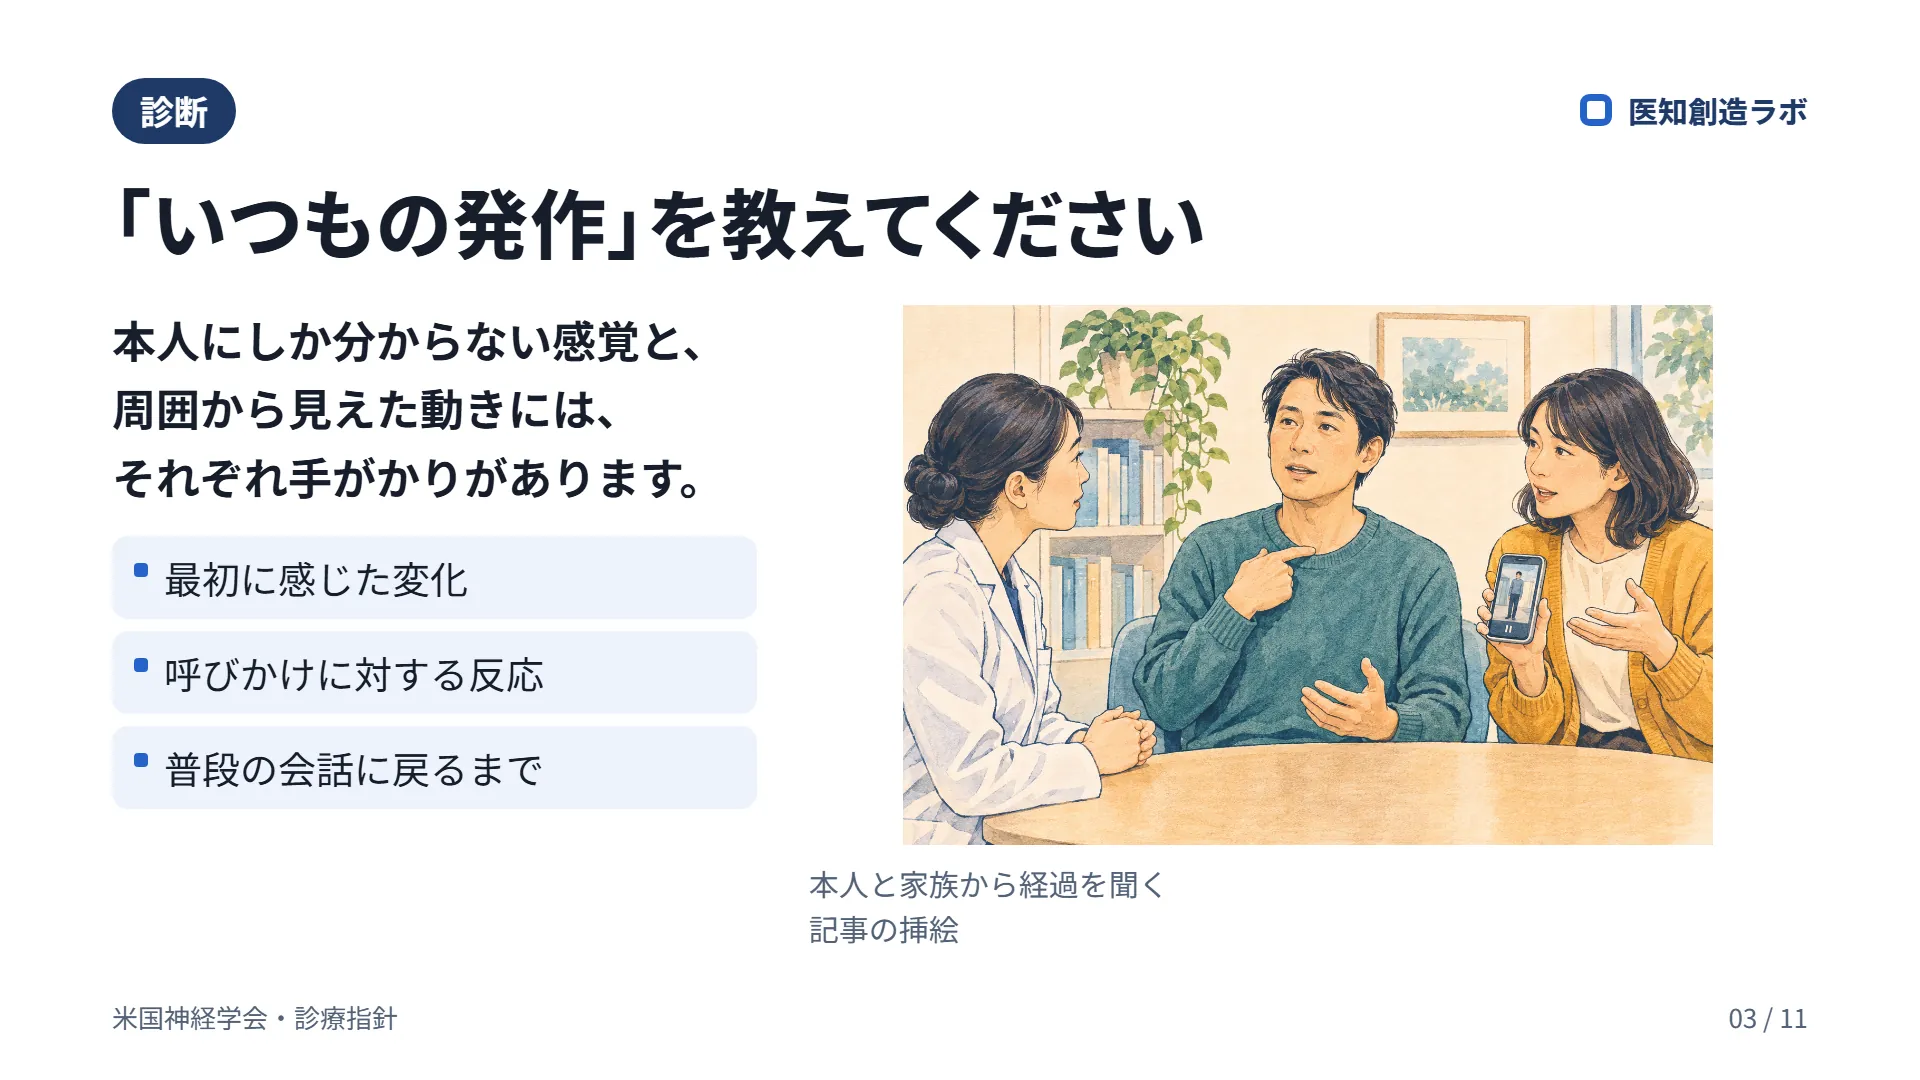 診断
医知創造ラボ
「いつもの発作」を教えてください
本人にしか分からない感覚と、
周囲から見えた動きには、
それぞれ手がかりがあります。
最初に感じた変化
呼びかけに対する反応
普段の会話に戻るまで
本人と家族から経過を聞く
記事の挿絵
米国神経学会・診療指針
03 / 11